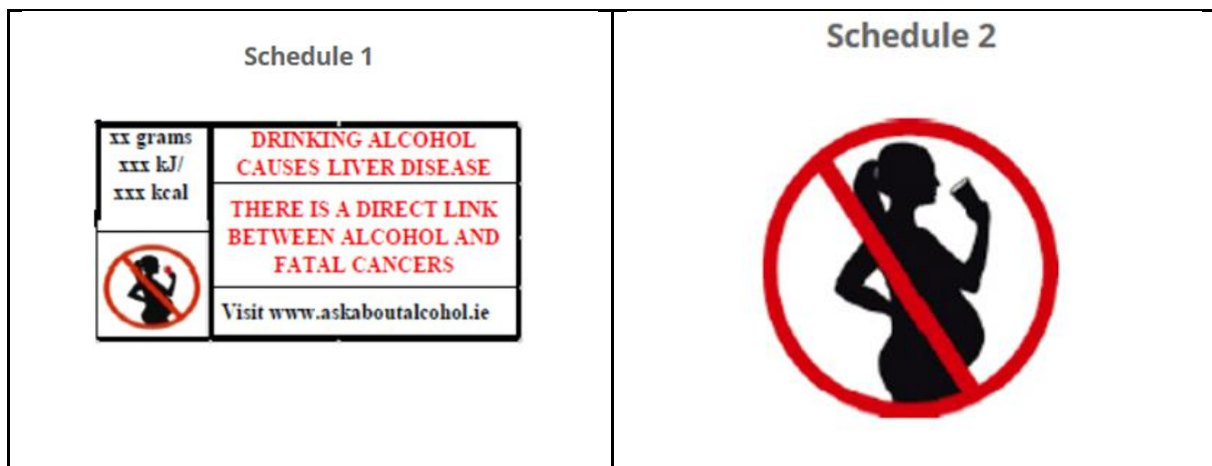 Schedule 1
xx grams
xxx kJ/
xxx kcal
DRINKING ALCOHOL
CAUSES LIVER DISEASE
THERE IS A DIRECT LINK
BETWEEN ALCOHOL AND
FATAL CANCERS
Visit www.askaboutalcohol.ie
Schedule 2